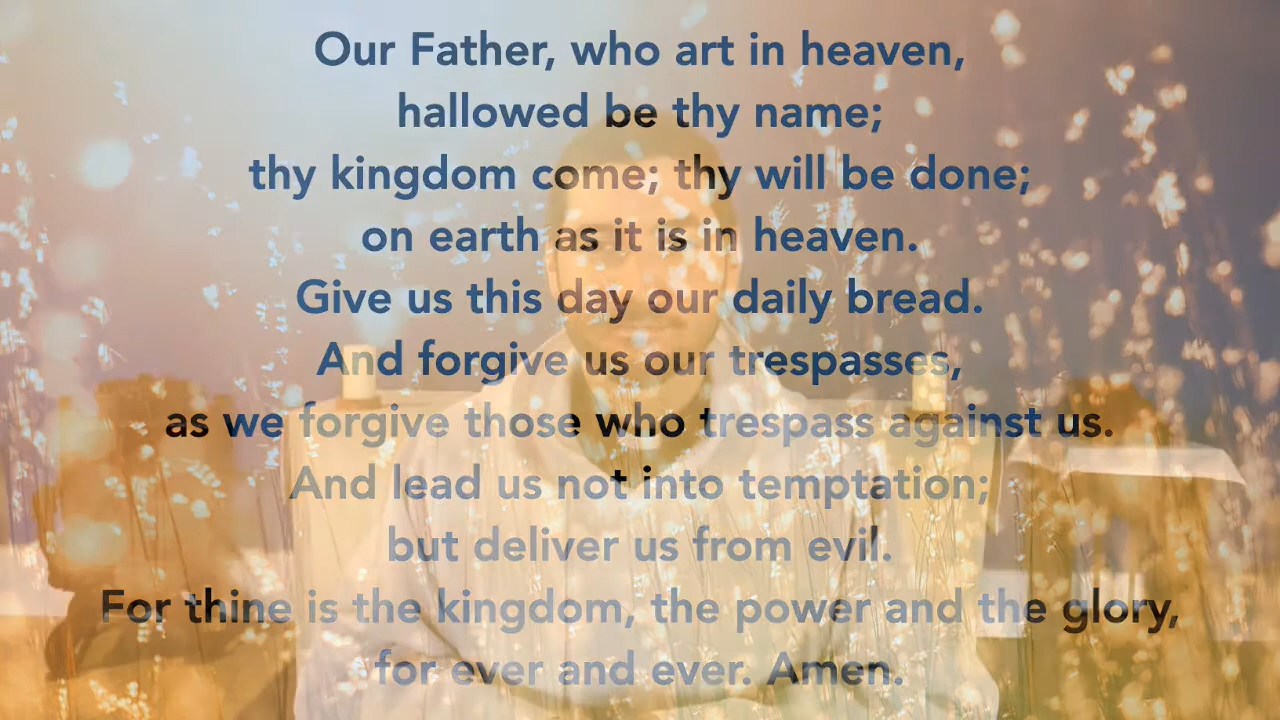 Our Father, who art in heaven,
hallowed be thy name;
thy kingdom come; thy will be done;
on earth as it is in heaven.
Give us this day our daily bread.
And forgive us our trespasses,
as we forgive those who trespass against us.
And lead us not into temptation;
but deliver us from evil.
For thine is the kingdom, the power and the glory,
for ever and ever. Amen.